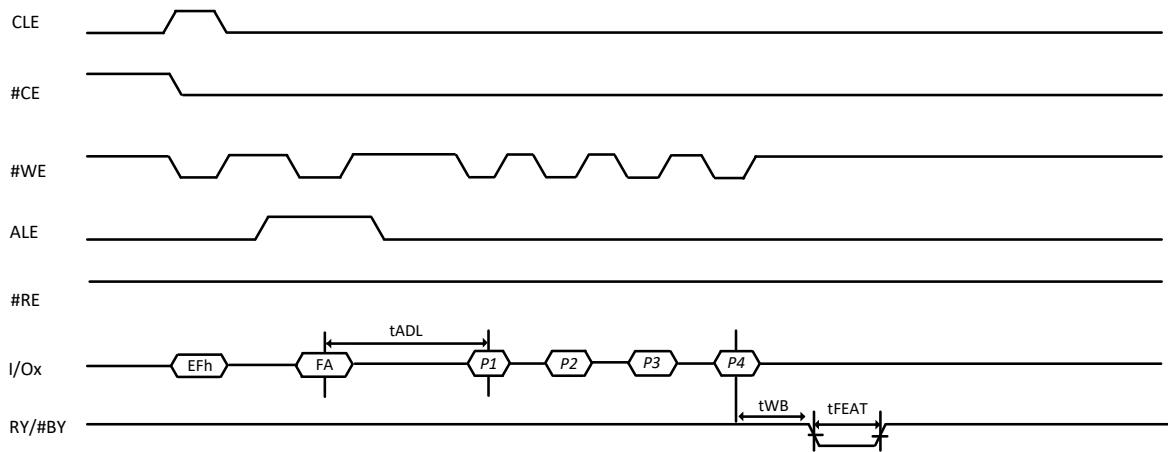 CLE
#CE
#WE
ALE
#RE
tADL
I/Ox EFh FA P1 P2 P3 P4
tWB tFEAT
RY/#BY